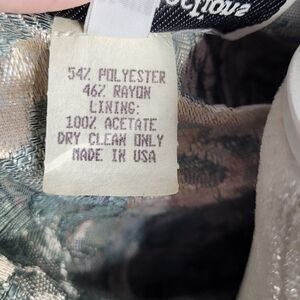 54% POLYESTER
46% RAYON
LINING:
100% ACETATE
DRY CLEAN ONLY
MADE IN USA